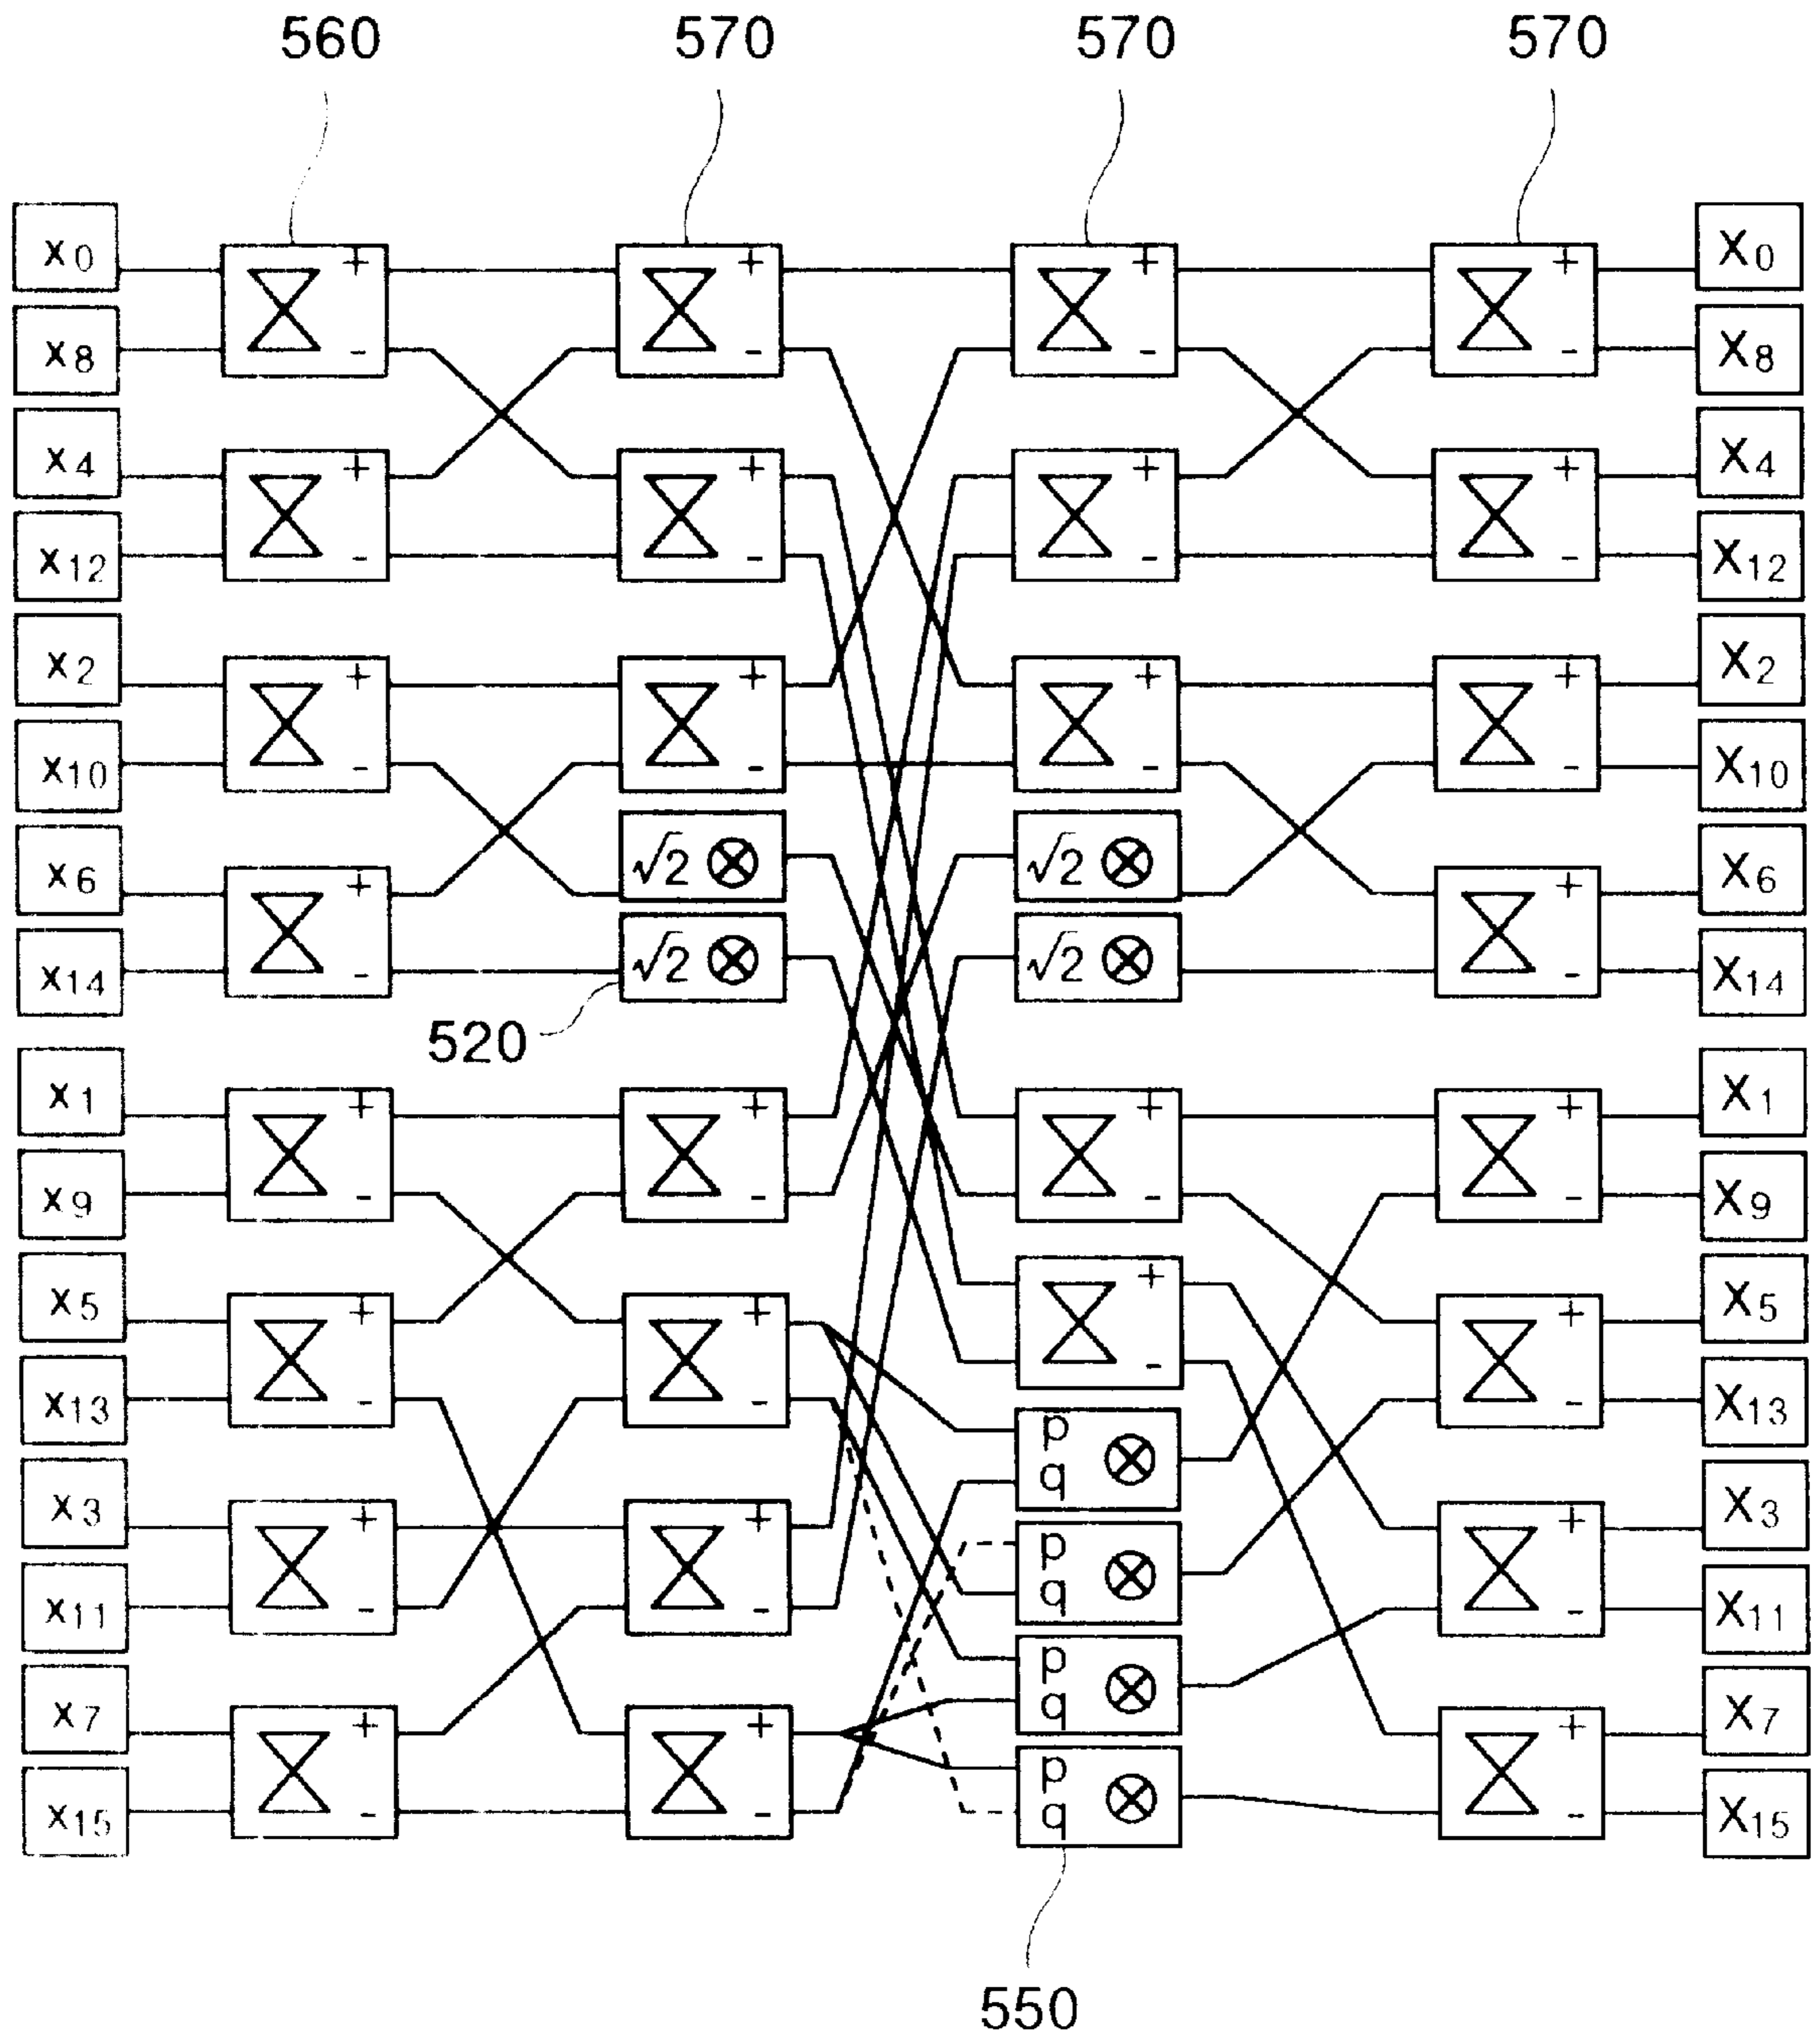 560 570 570 570
x0 + + + + X0
x8 - - - - X8
x4 + + + + X4
x12 - - - - X12
x2 + + + + X2
x10 - - - - X10
x6 + √2 ⊗ √2 ⊗ + X6
x14 - √2 ⊗ √2 ⊗ - X14
520
x1 + + + + X1
x9 - - - - X9
x5 + + + + X5
x13 - - - - X13
p q ⊗
x3 + + p q ⊗ + X3
x11 - - p q ⊗ - X11
x7 + + p q ⊗ + X7
x15 - - - X15
550